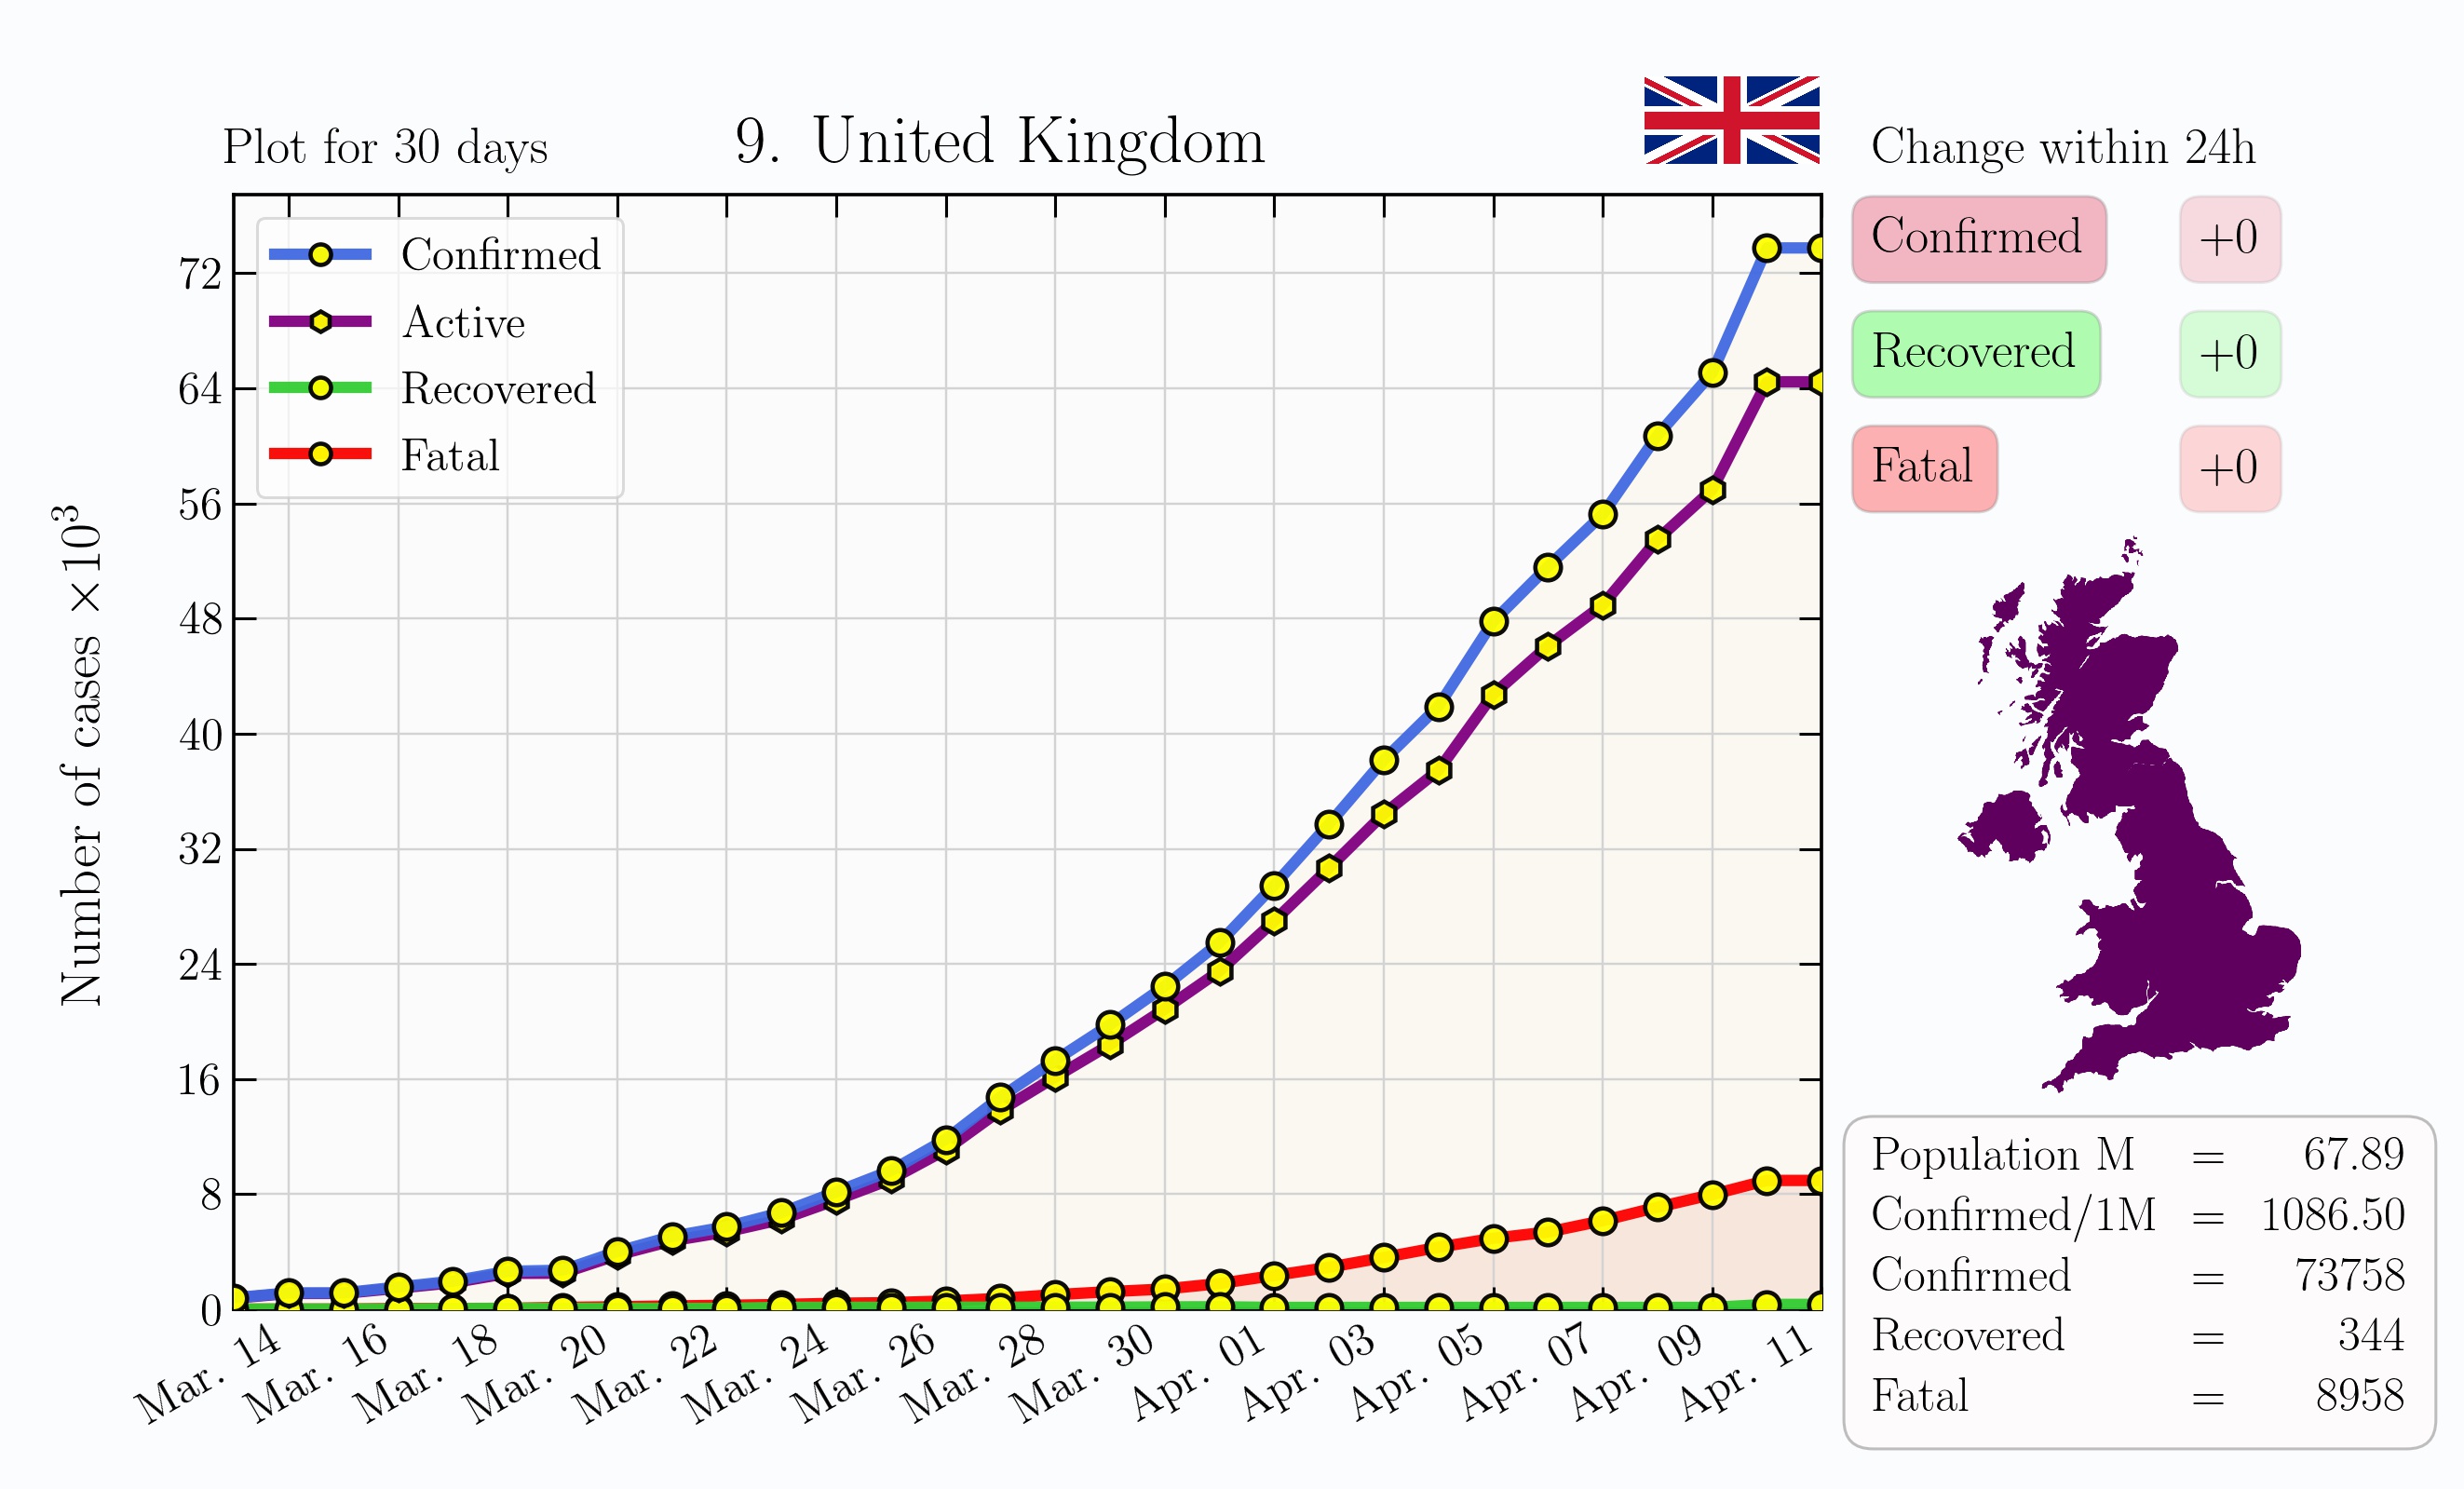 Plot for 30 days
9. United Kingdom
Change within 24h
Confirmed
Active
Recovered
Fatal
Confirmed +0
Recovered +0
Fatal +0
Number of cases ×10³
72
64
56
48
40
32
24
16
8
0
Mar. 14
Mar. 16
Mar. 18
Mar. 20
Mar. 22
Mar. 24
Mar. 26
Mar. 28
Mar. 30
Apr. 01
Apr. 03
Apr. 05
Apr. 07
Apr. 09
Apr. 11
Population M = 67.89
Confirmed/1M = 1086.50
Confirmed = 73758
Recovered = 344
Fatal = 8958